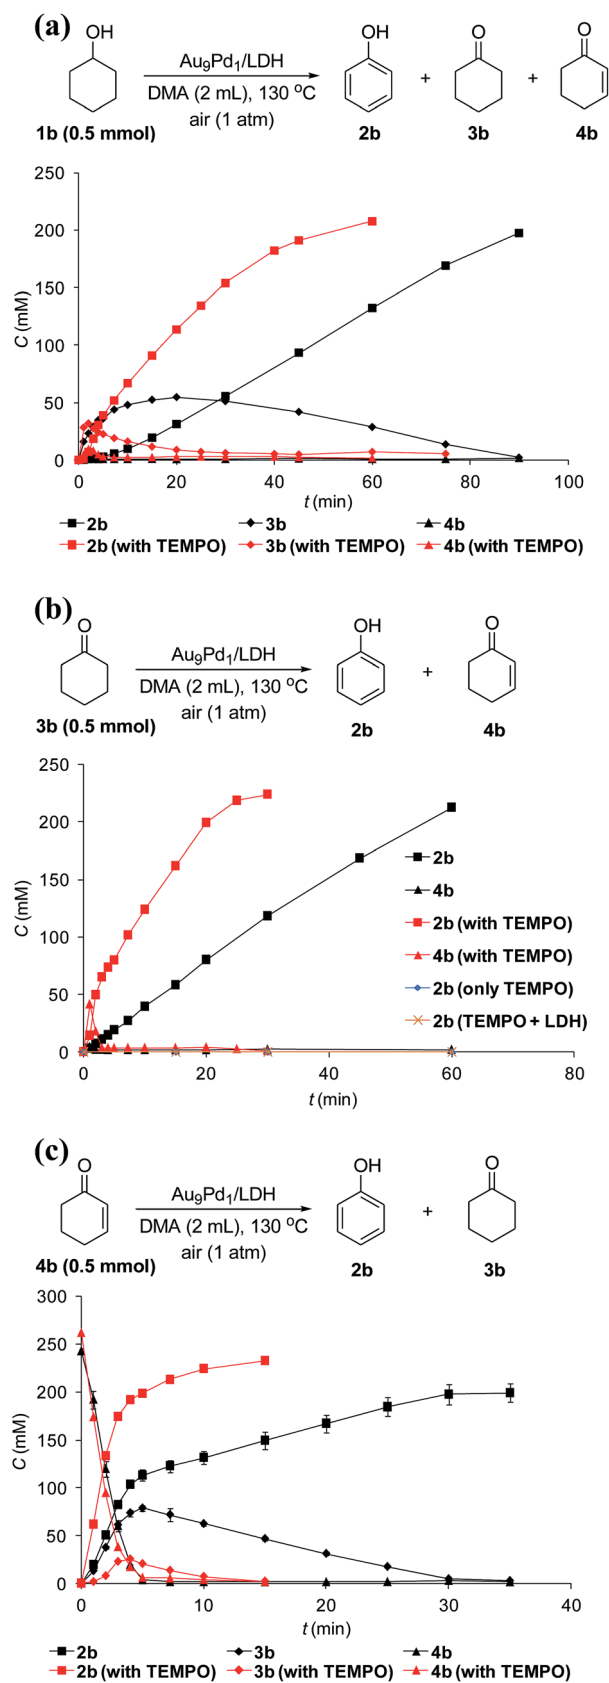 (a)
OH
OH
O
O
Au9Pd1/LDH
DMA (2 mL), 130 °C
air (1 atm)
+
+
1b (0.5 mmol)
2b
3b
4b
250
200
150
100
50
0
C (mM)
0
20
40
60
80
100
t (min)
2b
3b
4b
2b (with TEMPO)
3b (with TEMPO)
4b (with TEMPO)
(b)
O
OH
O
Au9Pd1/LDH
DMA (2 mL), 130 °C
air (1 atm)
+
3b (0.5 mmol)
2b
4b
250
200
150
100
50
0
C (mM)
2b
4b
2b (with TEMPO)
4b (with TEMPO)
2b (only TEMPO)
2b (TEMPO + LDH)
0
20
40
60
80
t (min)
(c)
O
OH
O
Au9Pd1/LDH
DMA (2 mL), 130 °C
air (1 atm)
+
4b (0.5 mmol)
2b
3b
300
250
200
150
100
50
0
C (mM)
0
10
20
30
40
t (min)
2b
3b
4b
2b (with TEMPO)
3b (with TEMPO)
4b (with TEMPO)